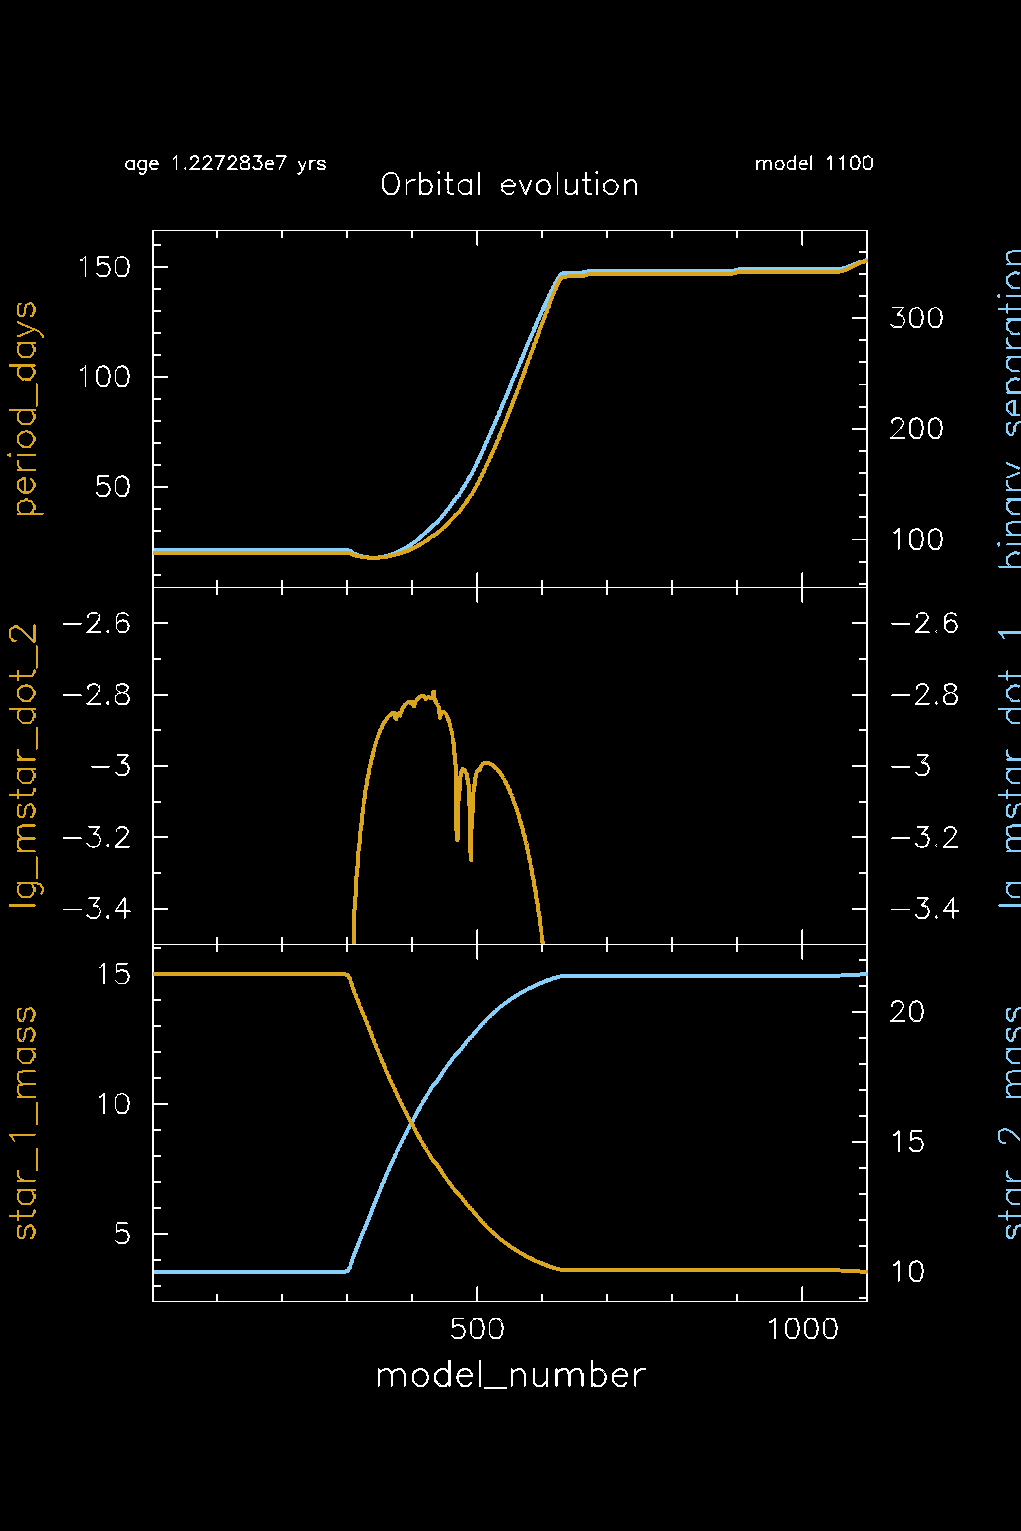 age 1.227283e7 yrs
model 1100
Orbital evolution
period_days
150
100
50
300
200
100
binary_separation
lg_mstar_dot_2
-2.6
-2.8
-3
-3.2
-3.4
-2.6
-2.8
-3
-3.2
-3.4
lg_mstar_dot_1
star_1_mass
15
10
5
20
15
10
star_2_mass
500
1000
model_number